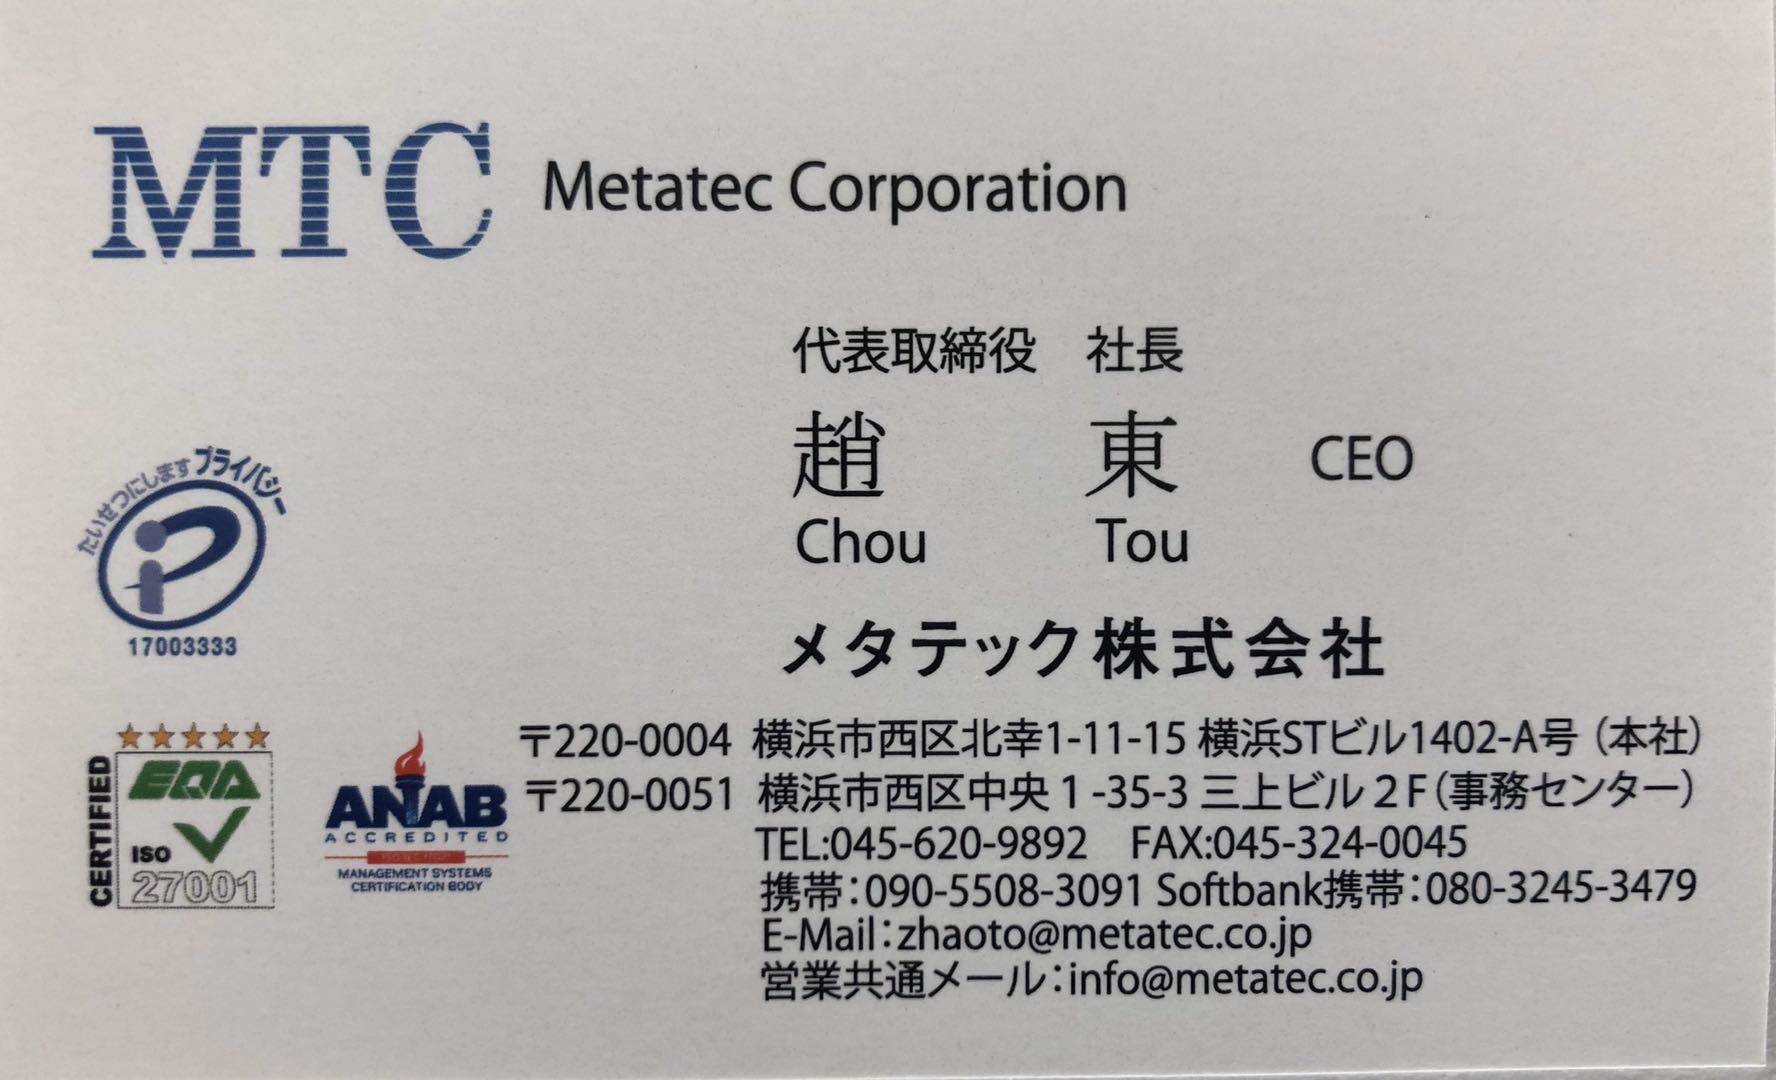 MTC Metatec Corporation
代表取締役 社長
趙 東 CEO
Chou Tou
メタテック株式会社
たいせつにしますプライバシー
17003333
CERTIFIED
EQA
ISO
27001
ANAB
ACCREDITED
MANAGEMENT SYSTEMS
CERTIFICATION BODY
〒220-0004 横浜市西区北幸1-11-15 横浜STビル1402-A号（本社）
〒220-0051 横浜市西区中央１-35-3 三上ビル２F（事務センター）
TEL:045-620-9892 FAX:045-324-0045
携帯：090-5508-3091 Softbank携帯：080-3245-3479
E-Mail：zhaoto@metatec.co.jp
営業共通メール：info@metatec.co.jp